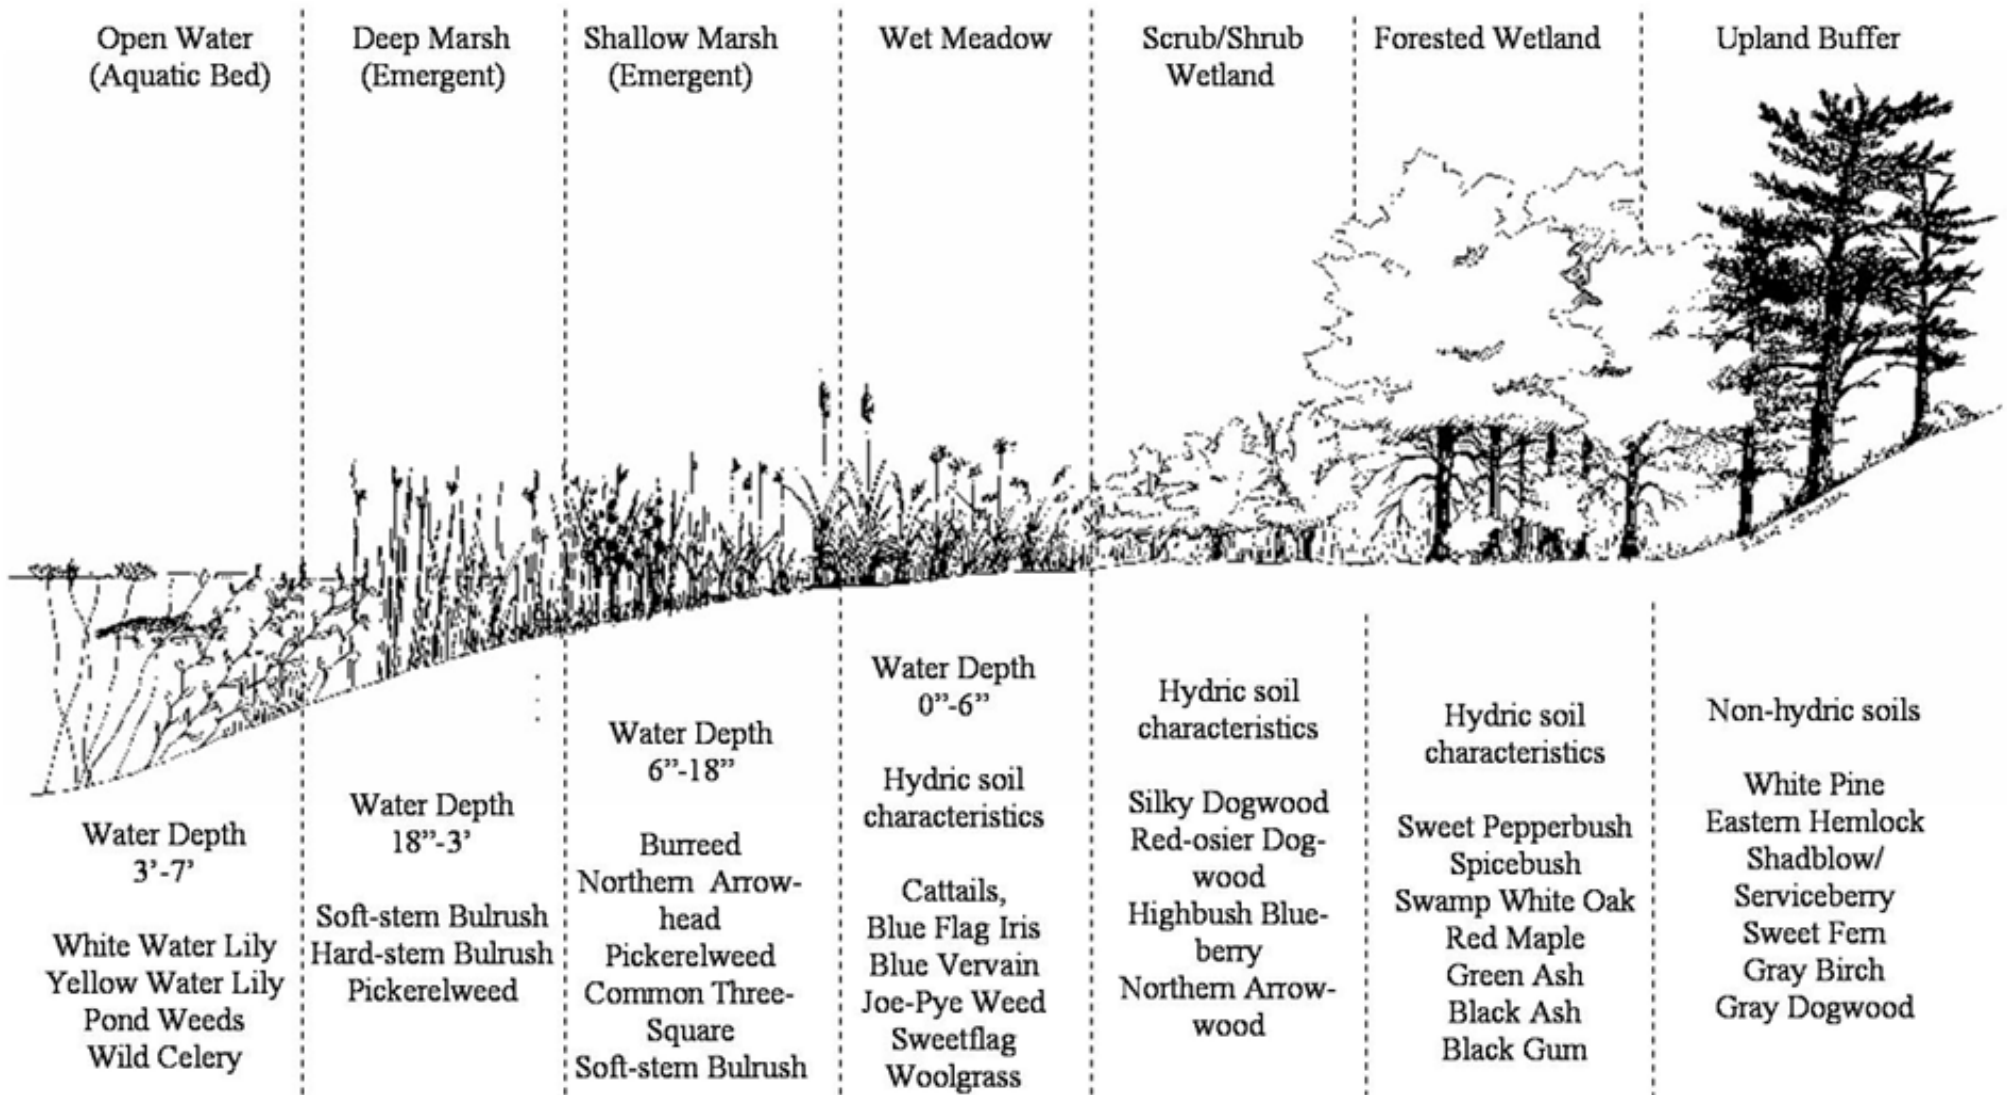 Open Water
(Aquatic Bed)
Deep Marsh
(Emergent)
Shallow Marsh
(Emergent)
Wet Meadow
Scrub/Shrub
Wetland
Forested Wetland
Upland Buffer
Water Depth
3’-7’
White Water Lily
Yellow Water Lily
Pond Weeds
Wild Celery
Water Depth
18”-3’
Soft-stem Bulrush
Hard-stem Bulrush
Pickerelweed
Water Depth
6”-18”
Burreed
Northern Arrow-
head
Pickerelweed
Common Three-
Square
Soft-stem Bulrush
Water Depth
0”-6”
Hydric soil
characteristics
Cattails,
Blue Flag Iris
Blue Vervain
Joe-Pye Weed
Sweetflag
Woolgrass
Hydric soil
characteristics
Silky Dogwood
Red-osier Dog-
wood
Highbush Blue-
berry
Northern Arrow-
wood
Hydric soil
characteristics
Sweet Pepperbush
Spicebush
Swamp White Oak
Red Maple
Green Ash
Black Ash
Black Gum
Non-hydric soils
White Pine
Eastern Hemlock
Shadblow/
Serviceberry
Sweet Fern
Gray Birch
Gray Dogwood